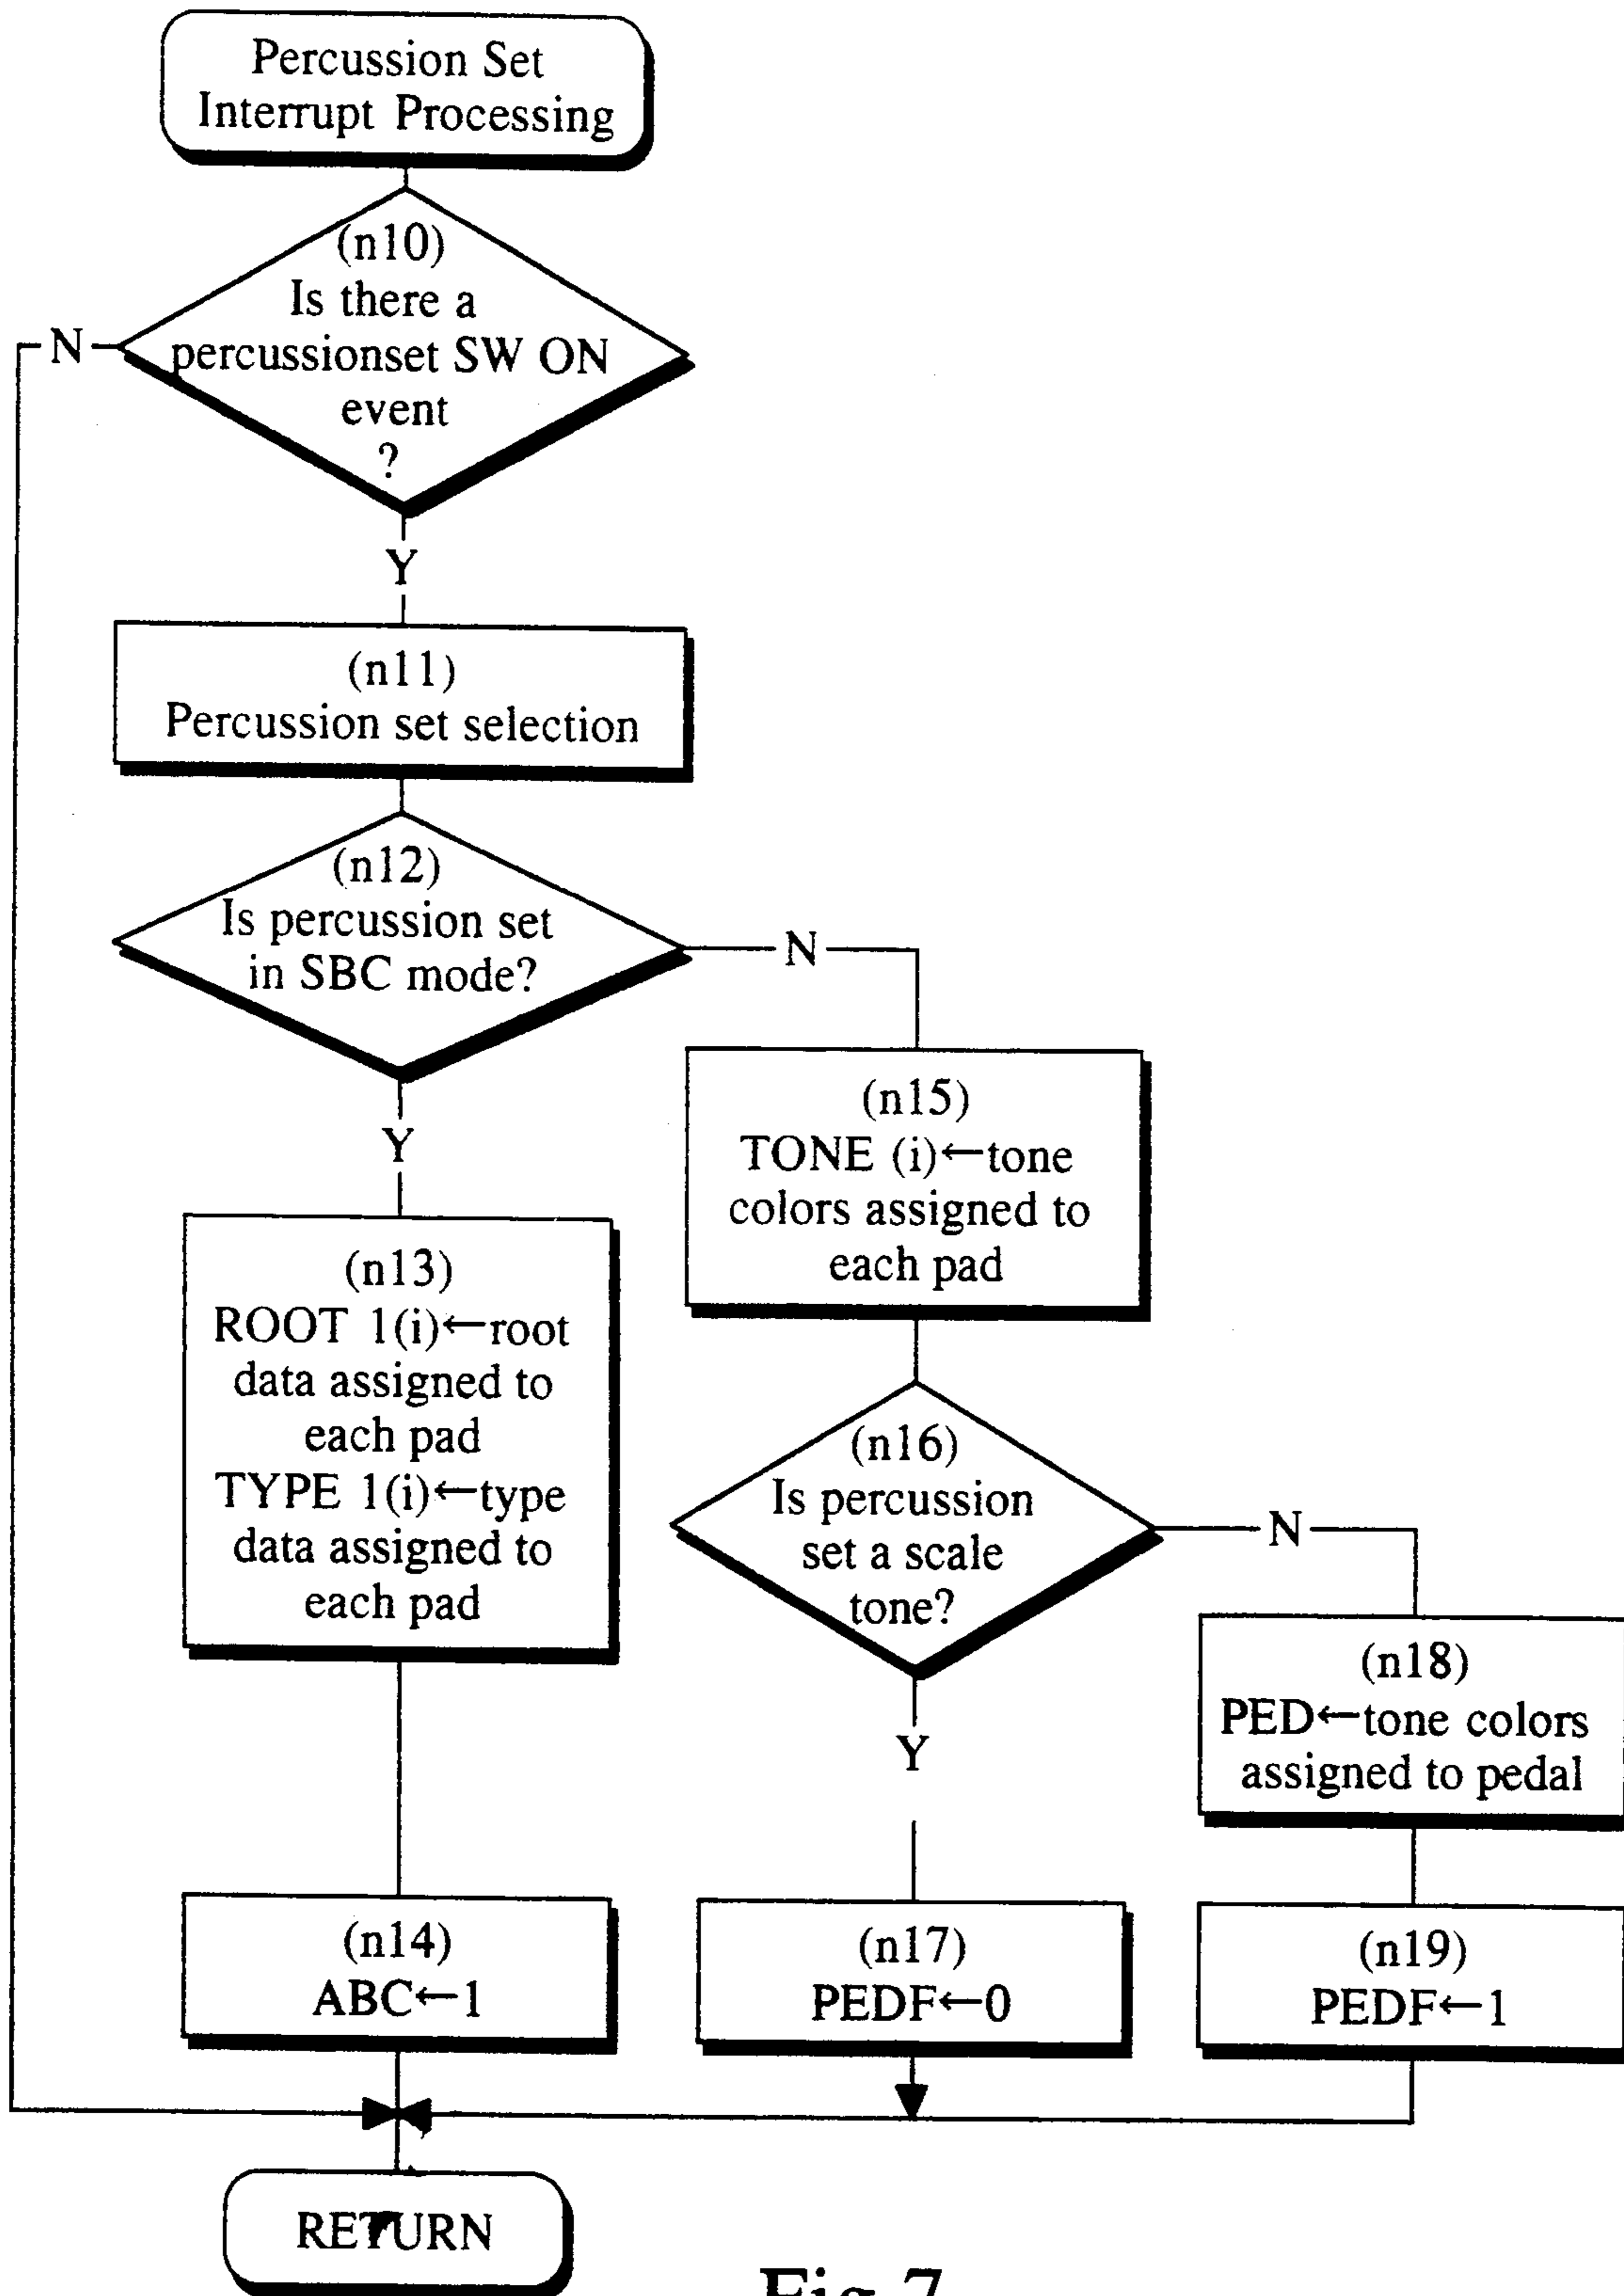 Percussion Set
Interrupt Processing
(n10)
Is there a
percussionset SW ON
event
?
N
Y
(n11)
Percussion set selection
(n12)
Is percussion set
in SBC mode?
N
Y
(n13)
ROOT 1(i)←root
data assigned to
each pad
TYPE 1(i)←type
data assigned to
each pad
(n14)
ABC←1
(n15)
TONE (i)←tone
colors assigned to
each pad
(n16)
Is percussion
set a scale
tone?
N
Y
(n17)
PEDF←0
(n18)
PED←tone colors
assigned to pedal
(n19)
PEDF←1
RETURN
Fig.7